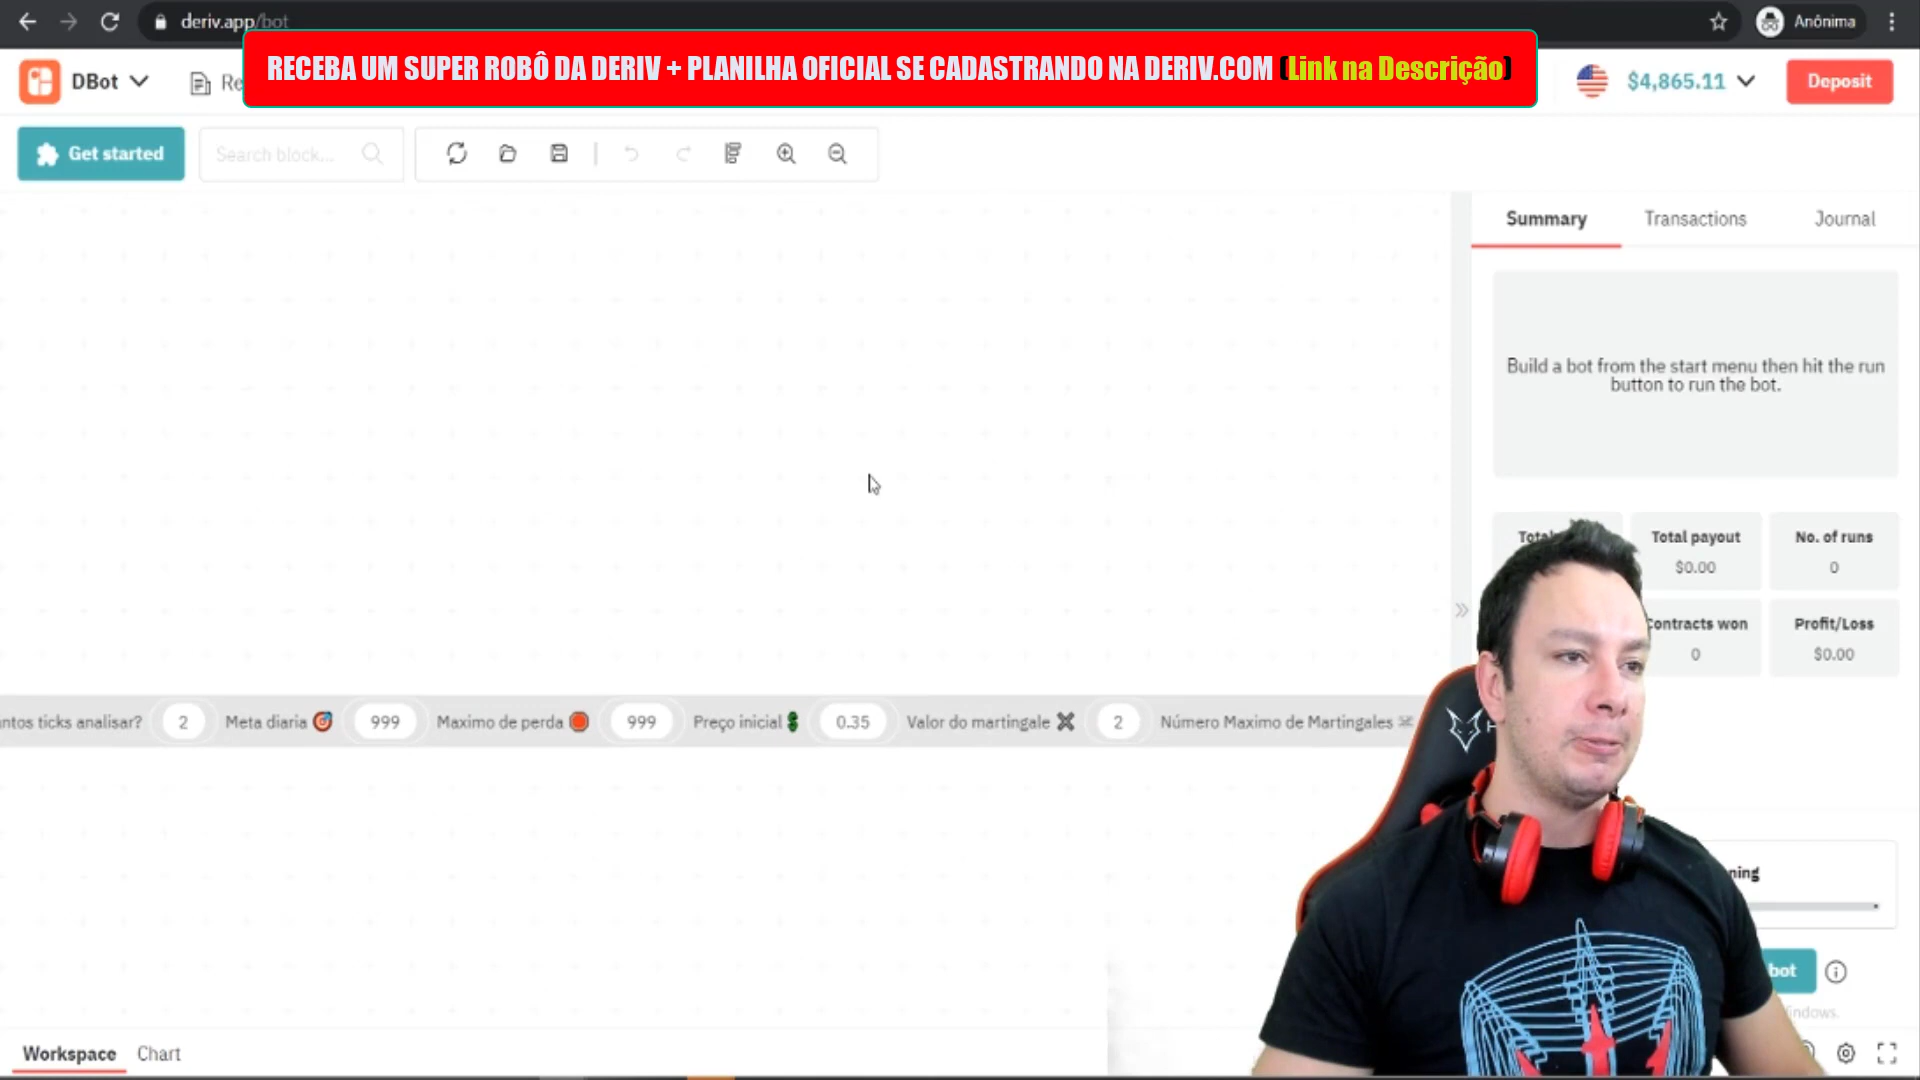 deriv.app/bot
Anônima
RECEBA UM SUPER ROBÔ DA DERIV + PLANILHA OFICIAL SE CADASTRANDO NA DERIV.COM (Link na Descrição)
DBot
Re
$4,865.11
Deposit
Get started
Search block...
Summary
Transactions
Journal
Build a bot from the start menu then hit the run
button to run the bot.
Total payout
No. of runs
$0.00
0
Contracts won
Profit/Loss
0
$0.00
ntos ticks analisar?
2
Meta diaria
999
Maximo de perda
999
Preço inicial
0.35
Valor do martingale
2
Número Maximo de Martingales
ning
bot
ndows.
Workspace
Chart